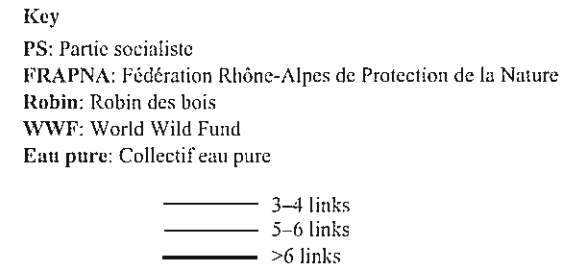 Key
PS: Partie socialiste
FRAPNA: Fédération Rhône-Alpes de Protection de la Nature
Robin: Robin des bois
WWF: World Wild Fund
Eau pure: Collectif eau pure
3–4 links
5–6 links
>6 links